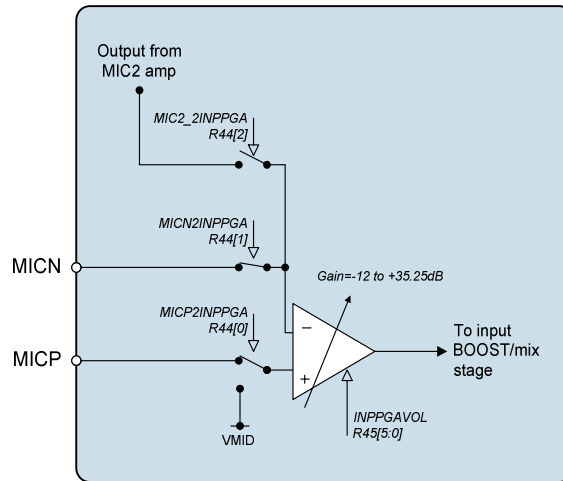 Output from
MIC2 amp
MIC2_2INPPGA
R44[2]
MICN2INPPGA
R44[1]
MICN
Gain=-12 to +35.25dB
MICP2INPPGA
R44[0]
MICP
−
+
To input
BOOST/mix
stage
VMID
INPPGAVOL
R45[5:0]